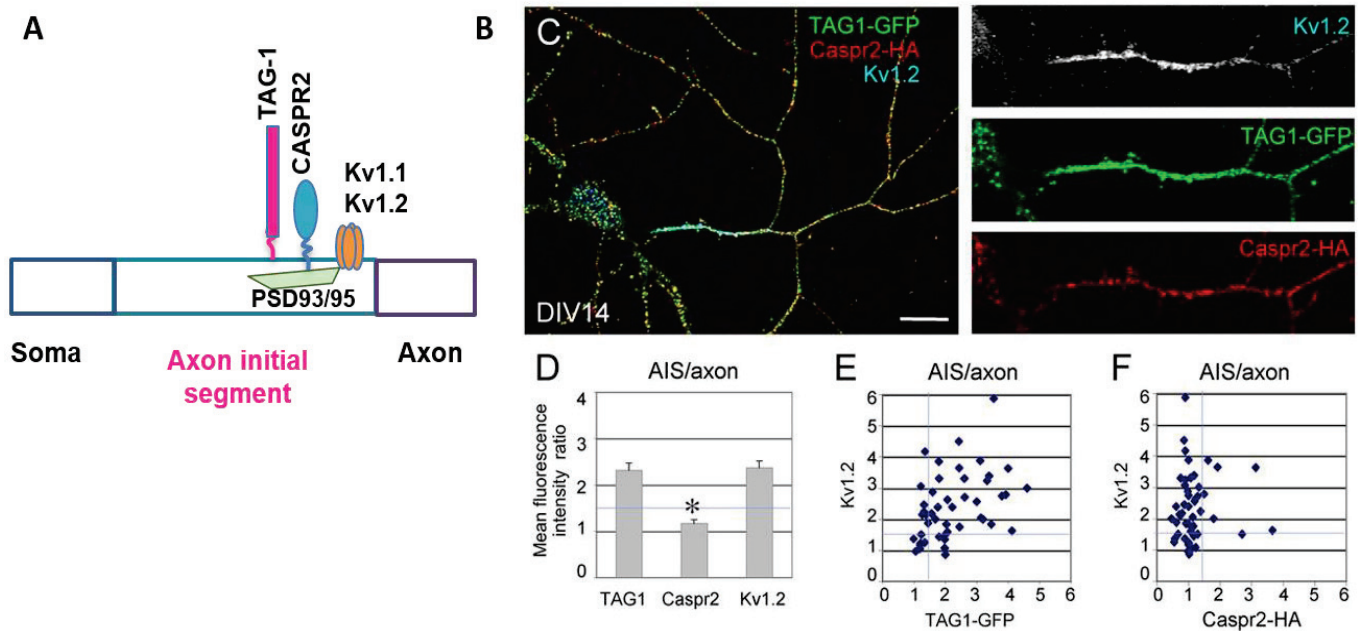 A
TAG-1
CASPR2
Kv1.1
Kv1.2
PSD93/95
Soma
Axon initial
segment
Axon
B
C
TAG1-GFP
Caspr2-HA
Kv1.2
DIV14
Kv1.2
TAG1-GFP
Caspr2-HA
D
AIS/axon
Mean fluorescence
intensity ratio
4
3
2
1
0
TAG1 Caspr2 Kv1.2
*
E
AIS/axon
Kv1.2
6
5
4
3
2
1
0
0 1 2 3 4 5 6
TAG1-GFP
F
AIS/axon
Kv1.2
6
5
4
3
2
1
0
0 1 2 3 4 5 6
Caspr2-HA